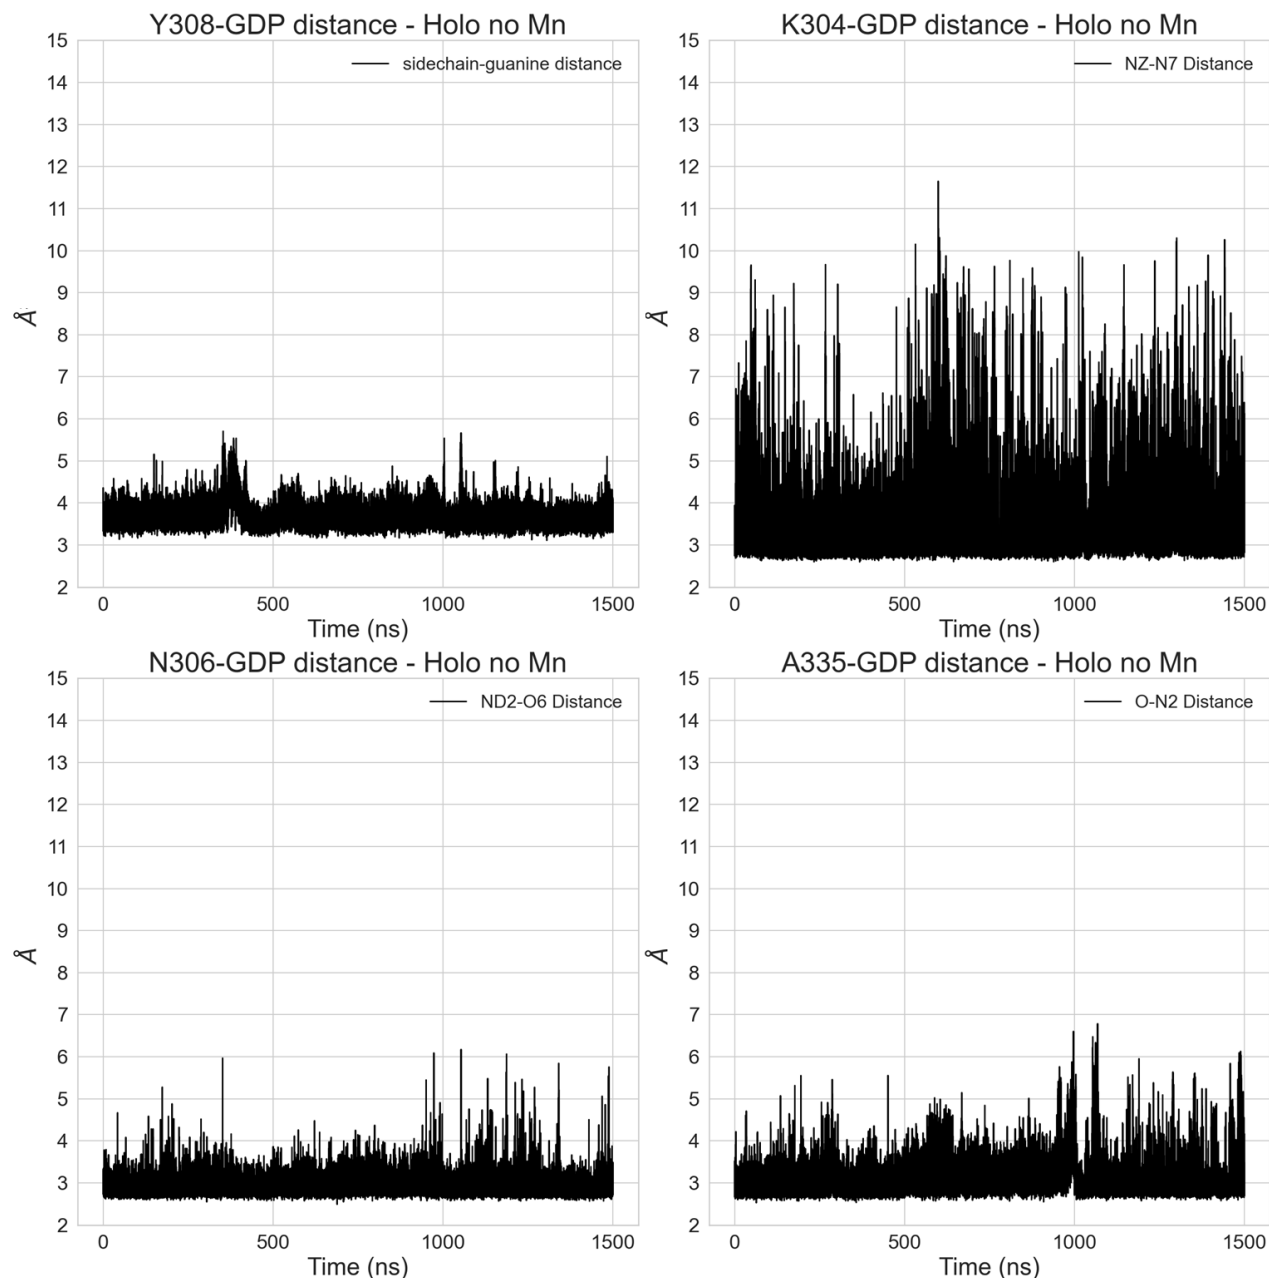 Y308-GDP distance - Holo no Mn
sidechain-guanine distance
15
14
13
12
11
10
9
8
7
6
5
4
3
2
Å
0 500 1000 1500
Time (ns)
K304-GDP distance - Holo no Mn
NZ-N7 Distance
15
14
13
12
11
10
9
8
7
6
5
4
3
2
Å
0 500 1000 1500
Time (ns)
N306-GDP distance - Holo no Mn
ND2-O6 Distance
15
14
13
12
11
10
9
8
7
6
5
4
3
2
Å
0 500 1000 1500
Time (ns)
A335-GDP distance - Holo no Mn
O-N2 Distance
15
14
13
12
11
10
9
8
7
6
5
4
3
2
Å
0 500 1000 1500
Time (ns)